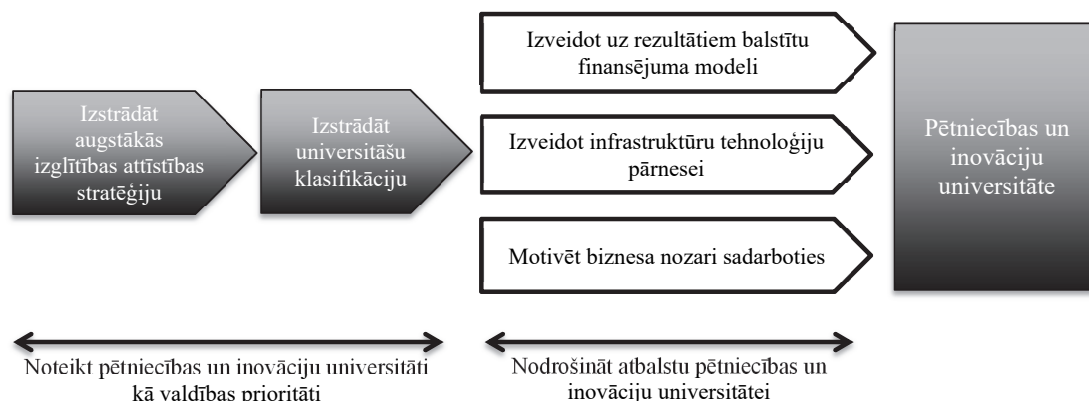 Izstrādāt
augstākās
izglītības attīstības
stratēģiju
Izstrādāt
universitāšu
klasifikāciju
Izveidot uz rezultātiem balstītu
finansējuma modeli
Izveidot infrastruktūru tehnoloģiju
pārnesei
Motivēt biznesa nozari sadarboties
Pētniecības un
inovāciju
universitāte
Noteikt pētniecības un inovāciju universitāti
kā valdības prioritāti
Nodrošināt atbalstu pētniecības un
inovāciju universitātei